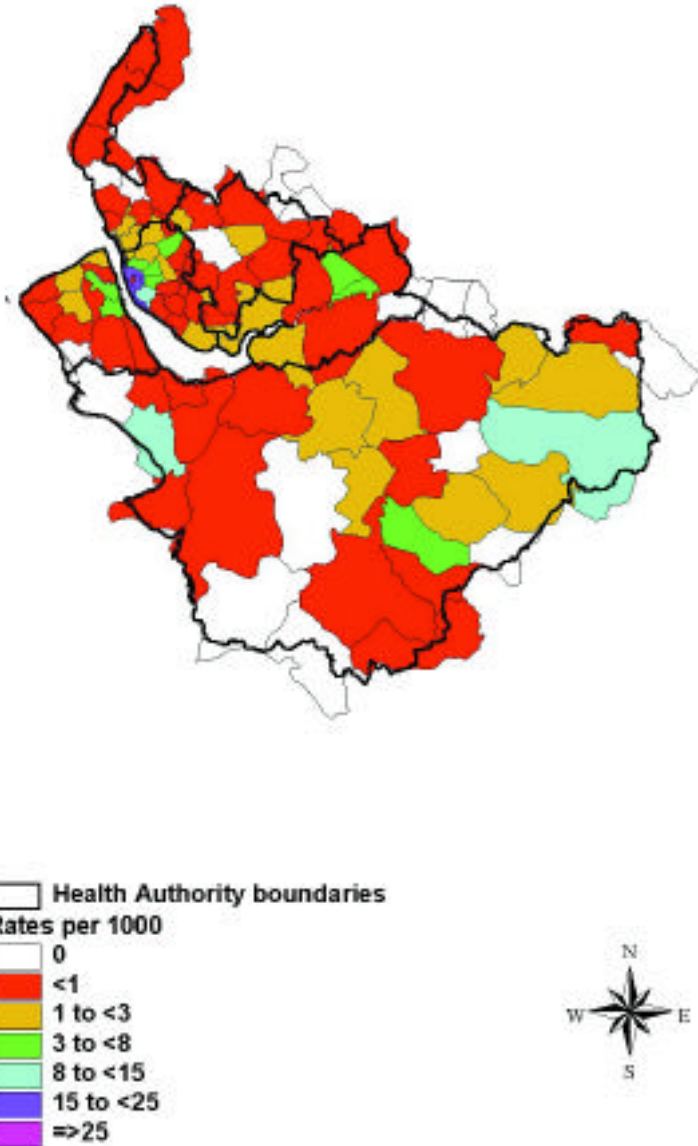 Health Authority boundaries
Rates per 1000
0
<1
1 to <3
3 to <8
8 to <15
15 to <25
=>25
N
W E
S